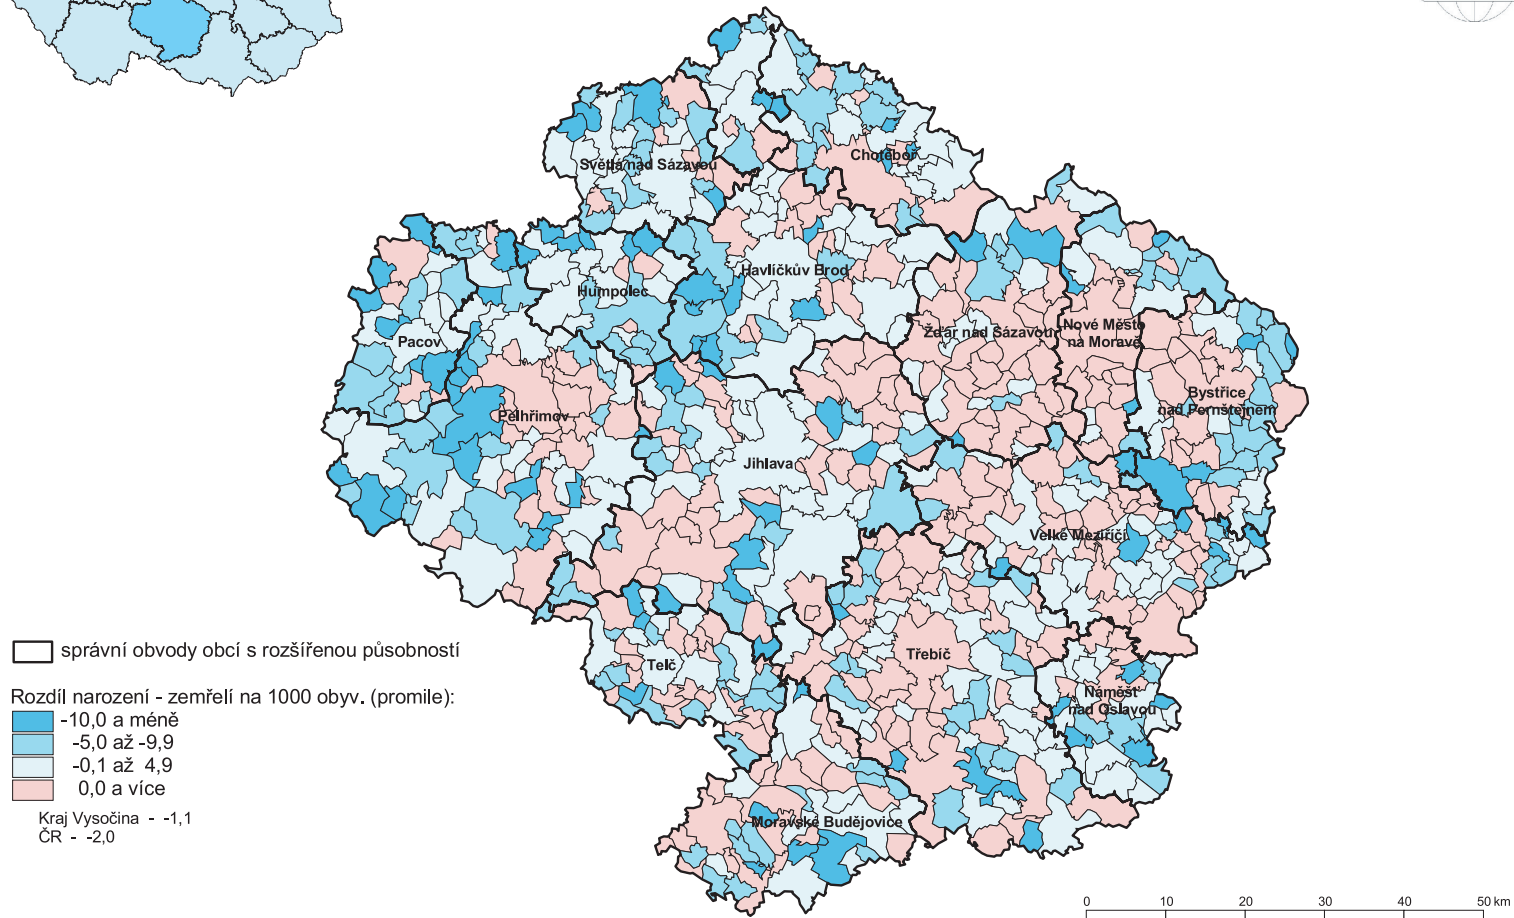 Chotěboř
Světlá nad Sázavou
Havlíčkův Brod
Humpolec
Pacov
Žďár nad Sázavou
Nové Město
na Moravě
Bystřice
nad Pernštejnem
Pelhřimov
Jihlava
Velké Meziříčí
Třebíč
Telč
Náměšť
nad Oslavou
Moravské Budějovice
správní obvody obcí s rozšířenou působností
Rozdíl narození - zemřelí na 1000 obyv. (promile):
-10,0 a méně
-5,0 až -9,9
-0,1 až 4,9
0,0 a více
Kraj Vysočina - -1,1
ČR - -2,0
0 10 20 30 40 50 km